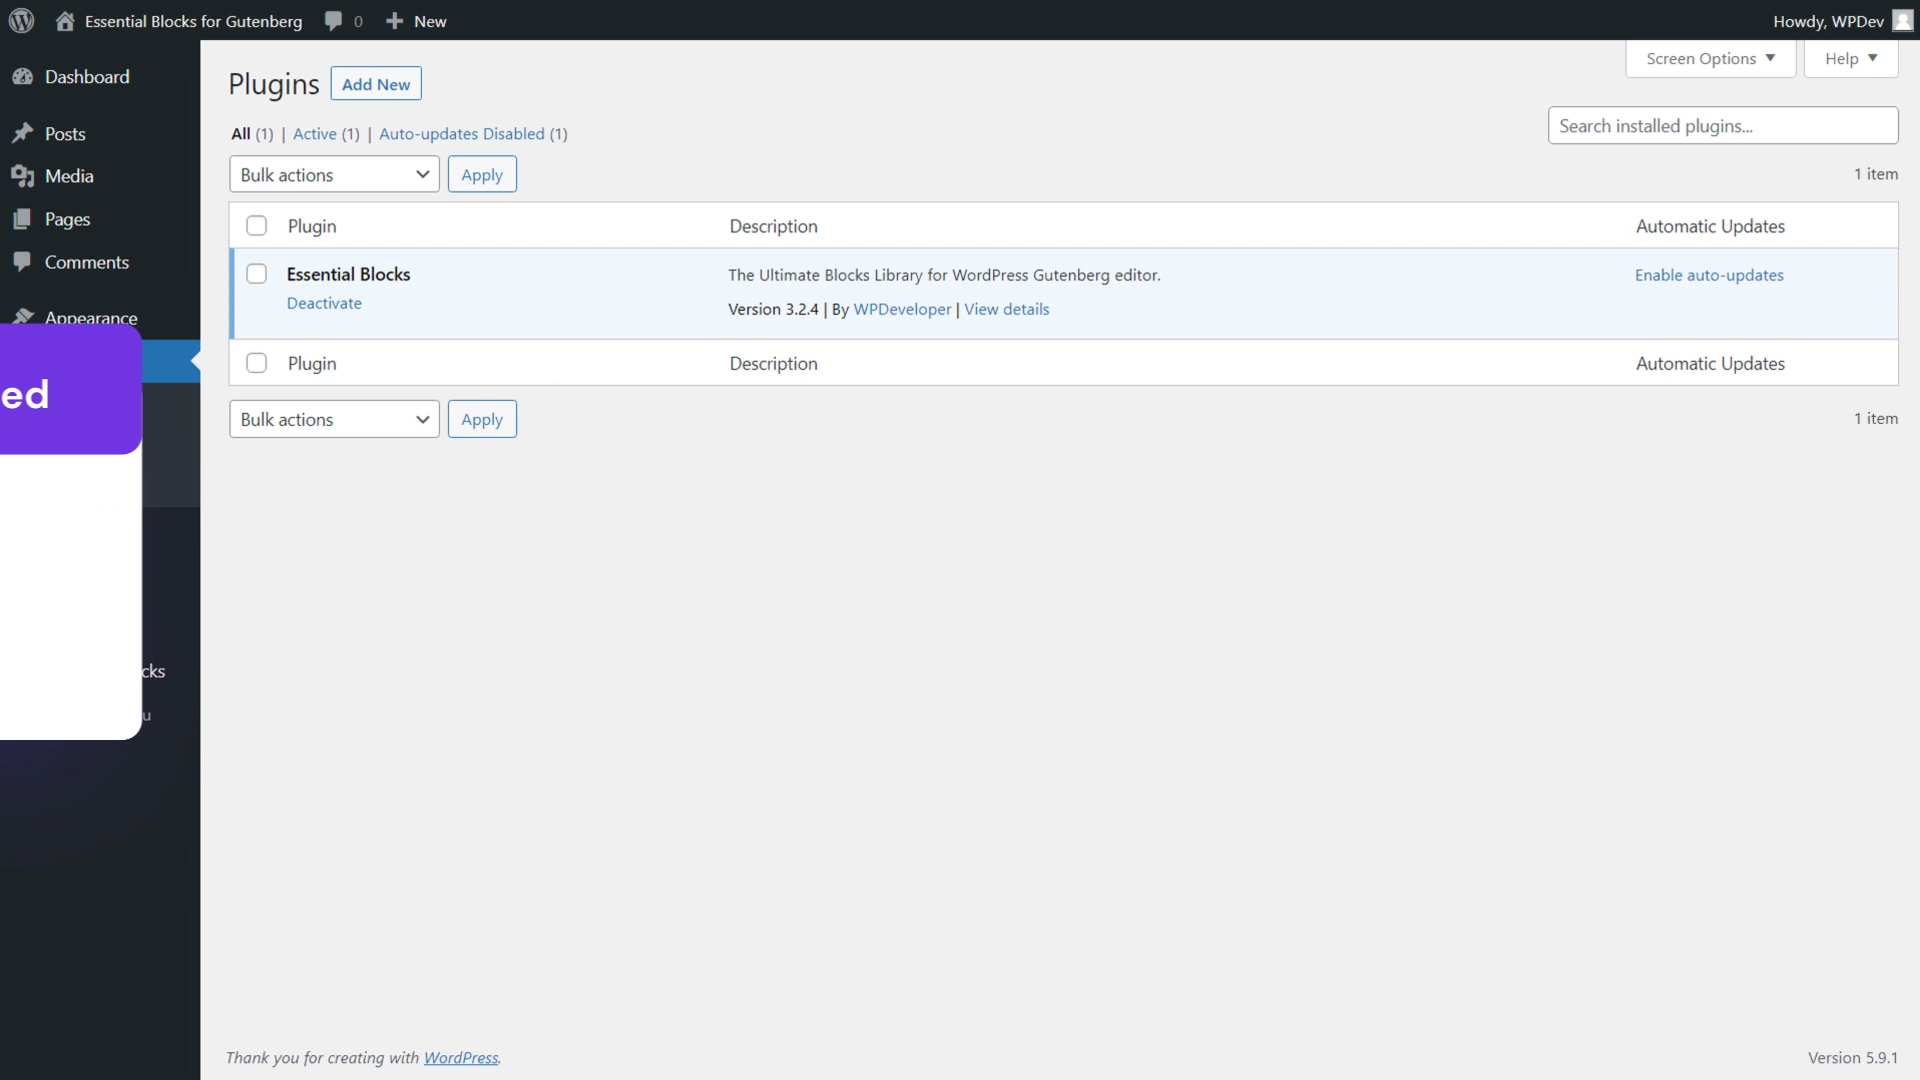 Essential Blocks for Gutenberg 0 New Howdy, WPDev
Dashboard
Posts
Media
Pages
Comments
Appearance
ed
cks
u
Screen Options Help
Plugins Add New
All (1) | Active (1) | Auto-updates Disabled (1)
Search installed plugins...
Bulk actions Apply
1 item
Plugin Description Automatic Updates
Essential Blocks The Ultimate Blocks Library for WordPress Gutenberg editor. Enable auto-updates
Deactivate Version 3.2.4 | By WPDeveloper | View details
Plugin Description Automatic Updates
Bulk actions Apply
1 item
Thank you for creating with WordPress.
Version 5.9.1